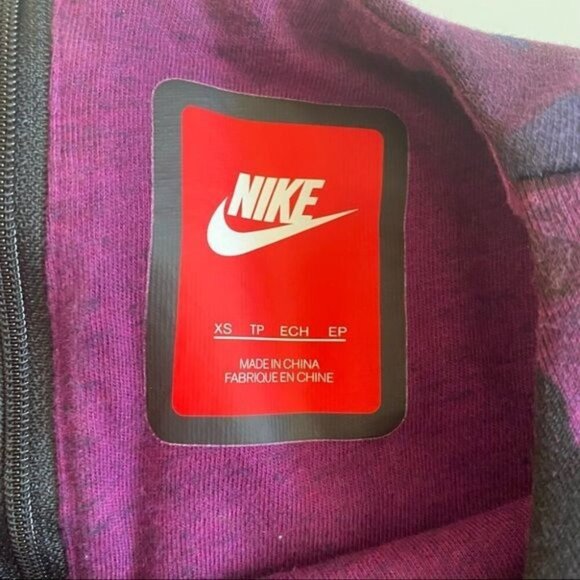 NIKE
XS TP ECH EP
MADE IN CHINA
FABRIQUE EN CHINE